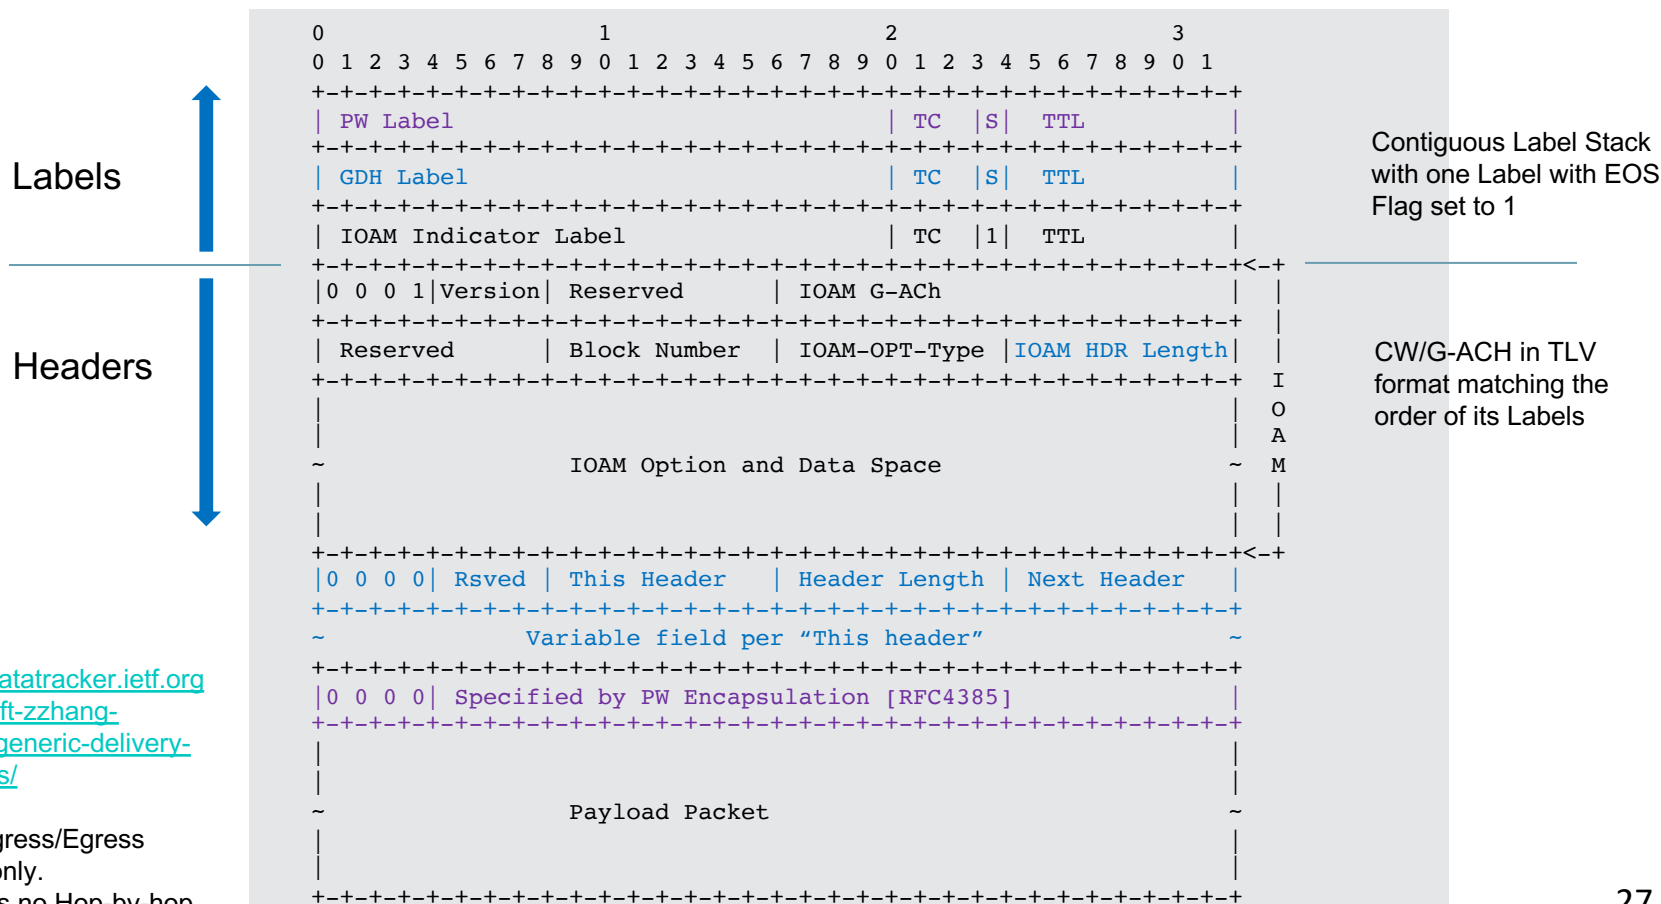 0                   1                   2                   3
0 1 2 3 4 5 6 7 8 9 0 1 2 3 4 5 6 7 8 9 0 1 2 3 4 5 6 7 8 9 0 1
+-+-+-+-+-+-+-+-+-+-+-+-+-+-+-+-+-+-+-+-+-+-+-+-+-+-+-+-+-+-+-+-+
| PW Label                              | TC  |S|  TTL          |
+-+-+-+-+-+-+-+-+-+-+-+-+-+-+-+-+-+-+-+-+-+-+-+-+-+-+-+-+-+-+-+-+
| GDH Label                             | TC  |S|  TTL          |
+-+-+-+-+-+-+-+-+-+-+-+-+-+-+-+-+-+-+-+-+-+-+-+-+-+-+-+-+-+-+-+-+
| IOAM Indicator Label                  | TC  |1|  TTL          |
+-+-+-+-+-+-+-+-+-+-+-+-+-+-+-+-+-+-+-+-+-+-+-+-+-+-+-+-+-+-+-+-+<-+
|0 0 0 1|Version| Reserved      | IOAM G-ACh                    |  |
+-+-+-+-+-+-+-+-+-+-+-+-+-+-+-+-+-+-+-+-+-+-+-+-+-+-+-+-+-+-+-+-+  |
| Reserved      | Block Number  | IOAM-OPT-Type |IOAM HDR Length|  |
+-+-+-+-+-+-+-+-+-+-+-+-+-+-+-+-+-+-+-+-+-+-+-+-+-+-+-+-+-+-+-+-+  I
|                                                               |  O
|                                                               |  A
~                 IOAM Option and Data Space                    ~  M
|                                                               |  |
|                                                               |  |
+-+-+-+-+-+-+-+-+-+-+-+-+-+-+-+-+-+-+-+-+-+-+-+-+-+-+-+-+-+-+-+-+<-+
|0 0 0 0| Rsved | This Header   | Header Length | Next Header   |
+-+-+-+-+-+-+-+-+-+-+-+-+-+-+-+-+-+-+-+-+-+-+-+-+-+-+-+-+-+-+-+-+
~              Variable field per “This header”                 ~
+-+-+-+-+-+-+-+-+-+-+-+-+-+-+-+-+-+-+-+-+-+-+-+-+-+-+-+-+-+-+-+-+
|0 0 0 0| Specified by PW Encapsulation [RFC4385]               |
+-+-+-+-+-+-+-+-+-+-+-+-+-+-+-+-+-+-+-+-+-+-+-+-+-+-+-+-+-+-+-+-+
|                                                               |
|                                                               |
~                 Payload Packet                                ~
|                                                               |
|                                                               |
+-+-+-+-+-+-+-+-+-+-+-+-+-+-+-+-+-+-+-+-+-+-+-+-+-+-+-+-+-+-+-+-+
Labels
Headers
Contiguous Label Stack
with one Label with EOS
Flag set to 1
CW/G-ACH in TLV
format matching the
order of its Labels
atatracker.ietf.org
ft-zzhang-
generic-delivery-
s/
gress/Egress
only.
s no Hop-by-hop
27